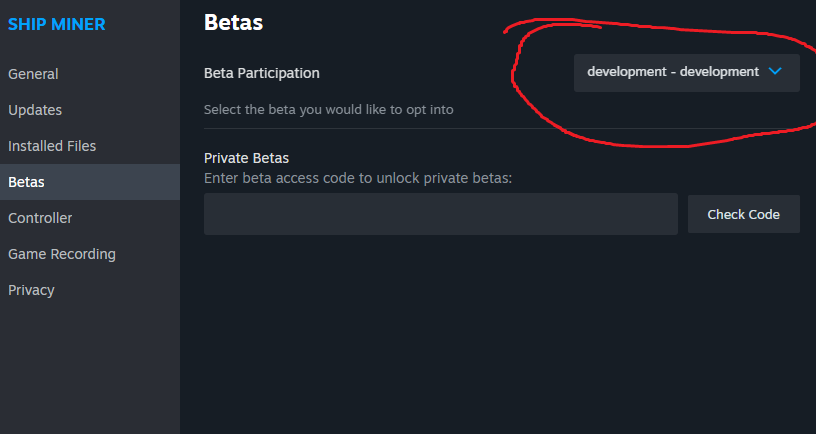 SHIP MINER
General
Updates
Installed Files
Betas
Controller
Game Recording
Privacy
Betas
Beta Participation
development - development
Select the beta you would like to opt into
Private Betas
Enter beta access code to unlock private betas:
Check Code